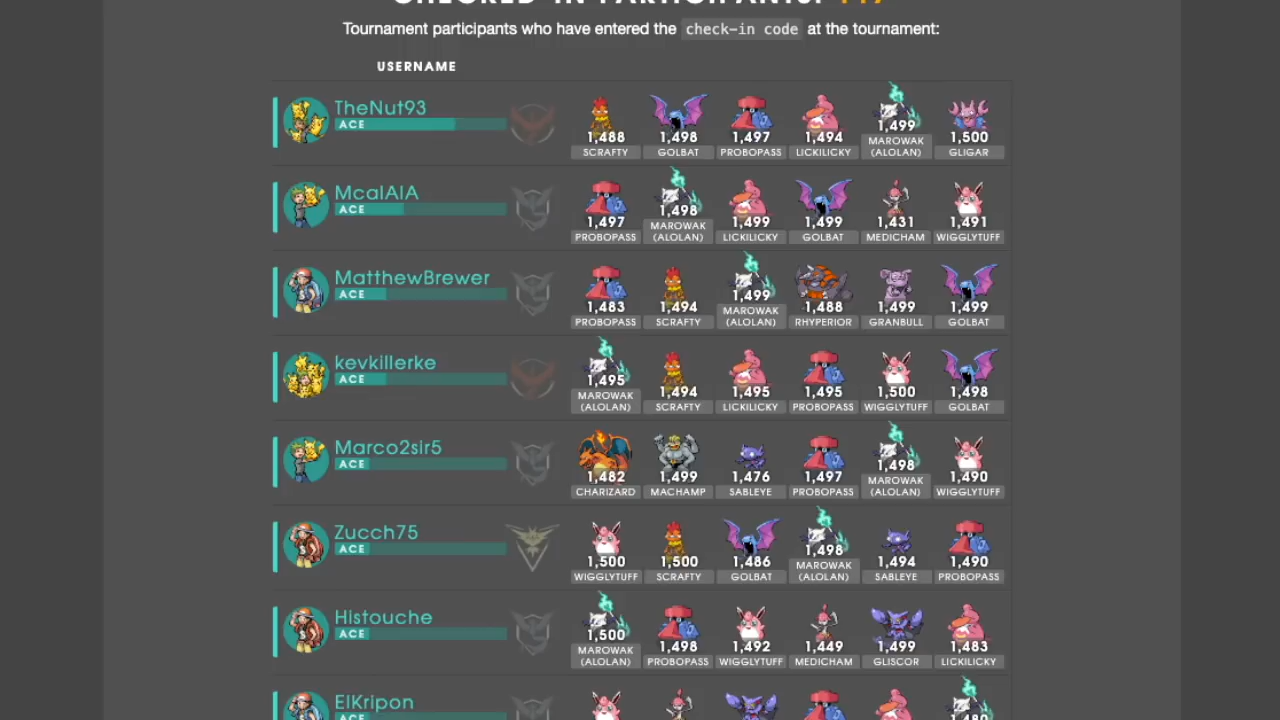 CHECKED-IN PARTICIPANTS:
Tournament participants who have entered the check-in code at the tournament:
USERNAME
TheNut93
ACE
1,488 1,498 1,497 1,494 1,499 1,500
SCRAFTY GOLBAT PROBOPASS LICKILICKY MAROWAK (ALOLAN) GLIGAR
McalAIA
ACE
1,497 1,498 1,499 1,499 1,431 1,491
PROBOPASS MAROWAK (ALOLAN) LICKILICKY GOLBAT MEDICHAM WIGGLYTUFF
MatthewBrewer
ACE
1,483 1,494 1,499 1,488 1,499 1,499
PROBOPASS SCRAFTY MAROWAK (ALOLAN) RHYPERIOR GRANBULL GOLBAT
kevkillerke
ACE
1,495 1,494 1,495 1,495 1,500 1,498
MAROWAK (ALOLAN) SCRAFTY LICKILICKY PROBOPASS WIGGLYTUFF GOLBAT
Marco2sir5
ACE
1,482 1,499 1,476 1,497 1,498 1,490
CHARIZARD MACHAMP SABLEYE PROBOPASS MAROWAK (ALOLAN) WIGGLYTUFF
Zucch75
ACE
1,500 1,500 1,486 1,498 1,494 1,490
WIGGLYTUFF SCRAFTY GOLBAT MAROWAK (ALOLAN) SABLEYE PROBOPASS
Histouche
ACE
1,500 1,498 1,492 1,449 1,499 1,483
MAROWAK (ALOLAN) PROBOPASS WIGGLYTUFF MEDICHAM GLISCOR LICKILICKY
ElKripon
ACE